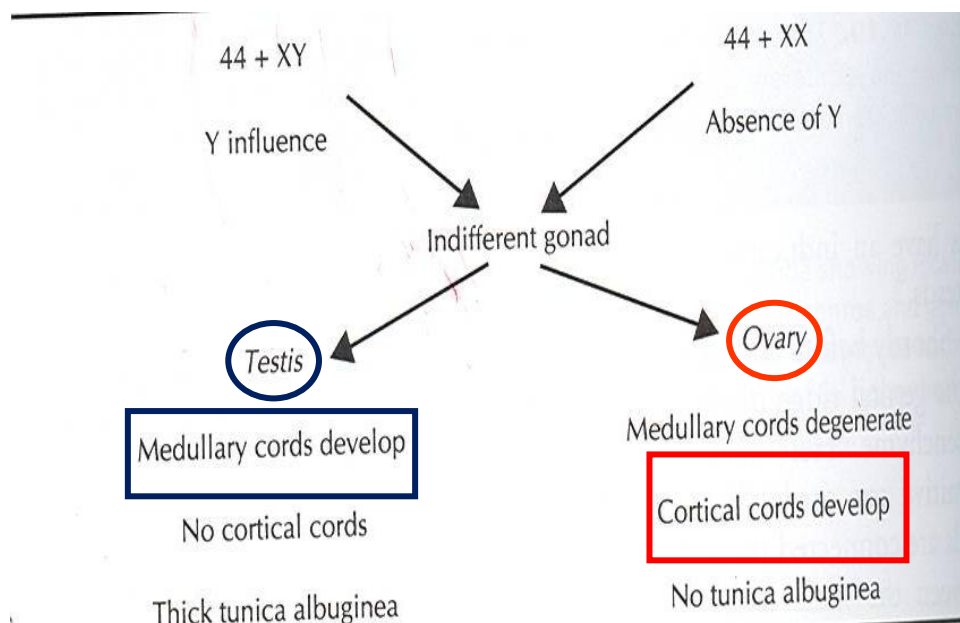 44 + XY
44 + XX
Y influence
Absence of Y
Indifferent gonad
Testis
Ovary
Medullary cords develop
Medullary cords degenerate
No cortical cords
Cortical cords develop
Thick tunica albuginea
No tunica albuginea